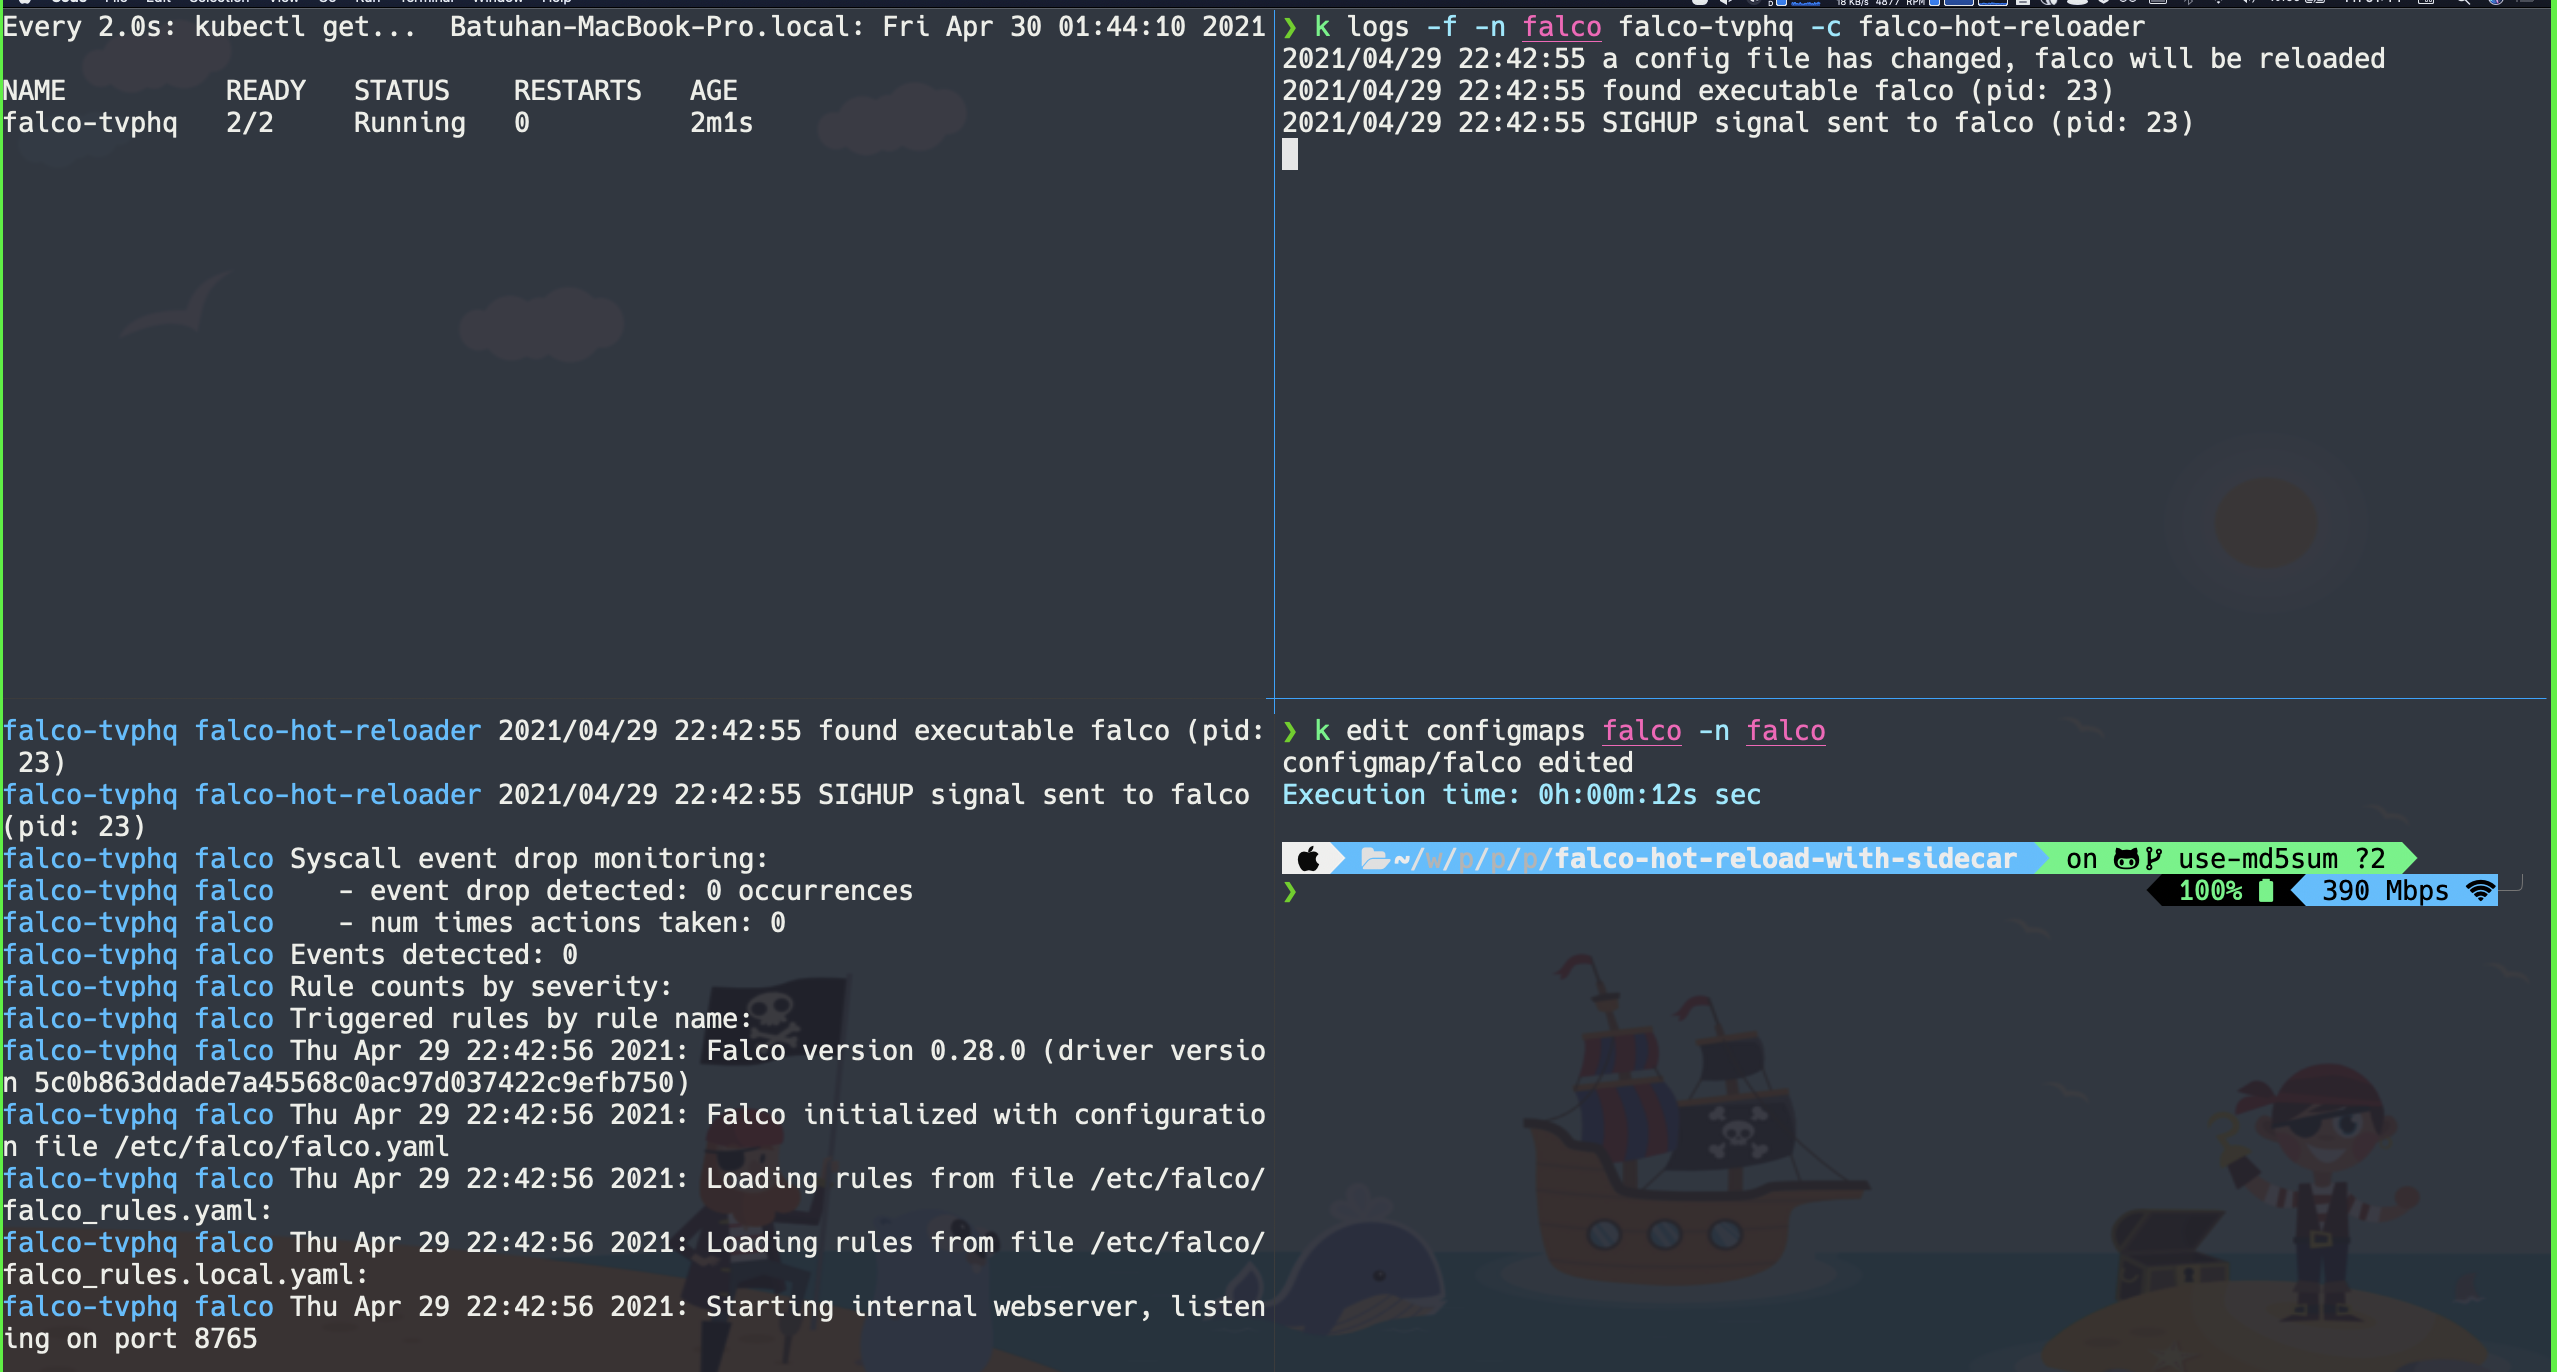 Every 2.0s: kubectl get... Batuhan-MacBook-Pro.local: Fri Apr 30 01:44:10 2021
NAME READY STATUS RESTARTS AGE
falco-tvphq 2/2 Running 0 2m1s
❯ k logs -f -n falco falco-tvphq -c falco-hot-reloader
2021/04/29 22:42:55 a config file has changed, falco will be reloaded
2021/04/29 22:42:55 found executable falco (pid: 23)
2021/04/29 22:42:55 SIGHUP signal sent to falco (pid: 23)
falco-tvphq falco-hot-reloader 2021/04/29 22:42:55 found executable falco (pid:
23)
falco-tvphq falco-hot-reloader 2021/04/29 22:42:55 SIGHUP signal sent to falco
(pid: 23)
falco-tvphq falco Syscall event drop monitoring:
falco-tvphq falco    - event drop detected: 0 occurrences
falco-tvphq falco    - num times actions taken: 0
falco-tvphq falco Events detected: 0
falco-tvphq falco Rule counts by severity:
falco-tvphq falco Triggered rules by rule name:
falco-tvphq falco Thu Apr 29 22:42:56 2021: Falco version 0.28.0 (driver versio
n 5c0b863ddade7a45568c0ac97d037422c9efb750)
falco-tvphq falco Thu Apr 29 22:42:56 2021: Falco initialized with configuratio
n file /etc/falco/falco.yaml
falco-tvphq falco Thu Apr 29 22:42:56 2021: Loading rules from file /etc/falco/
falco_rules.yaml:
falco-tvphq falco Thu Apr 29 22:42:56 2021: Loading rules from file /etc/falco/
falco_rules.local.yaml:
falco-tvphq falco Thu Apr 29 22:42:56 2021: Starting internal webserver, listen
ing on port 8765
❯ k edit configmaps falco -n falco
configmap/falco edited
Execution time: 0h:00m:12s sec
~/w/p/p/p/falco-hot-reload-with-sidecar on use-md5sum ?2
❯ 100% 390 Mbps